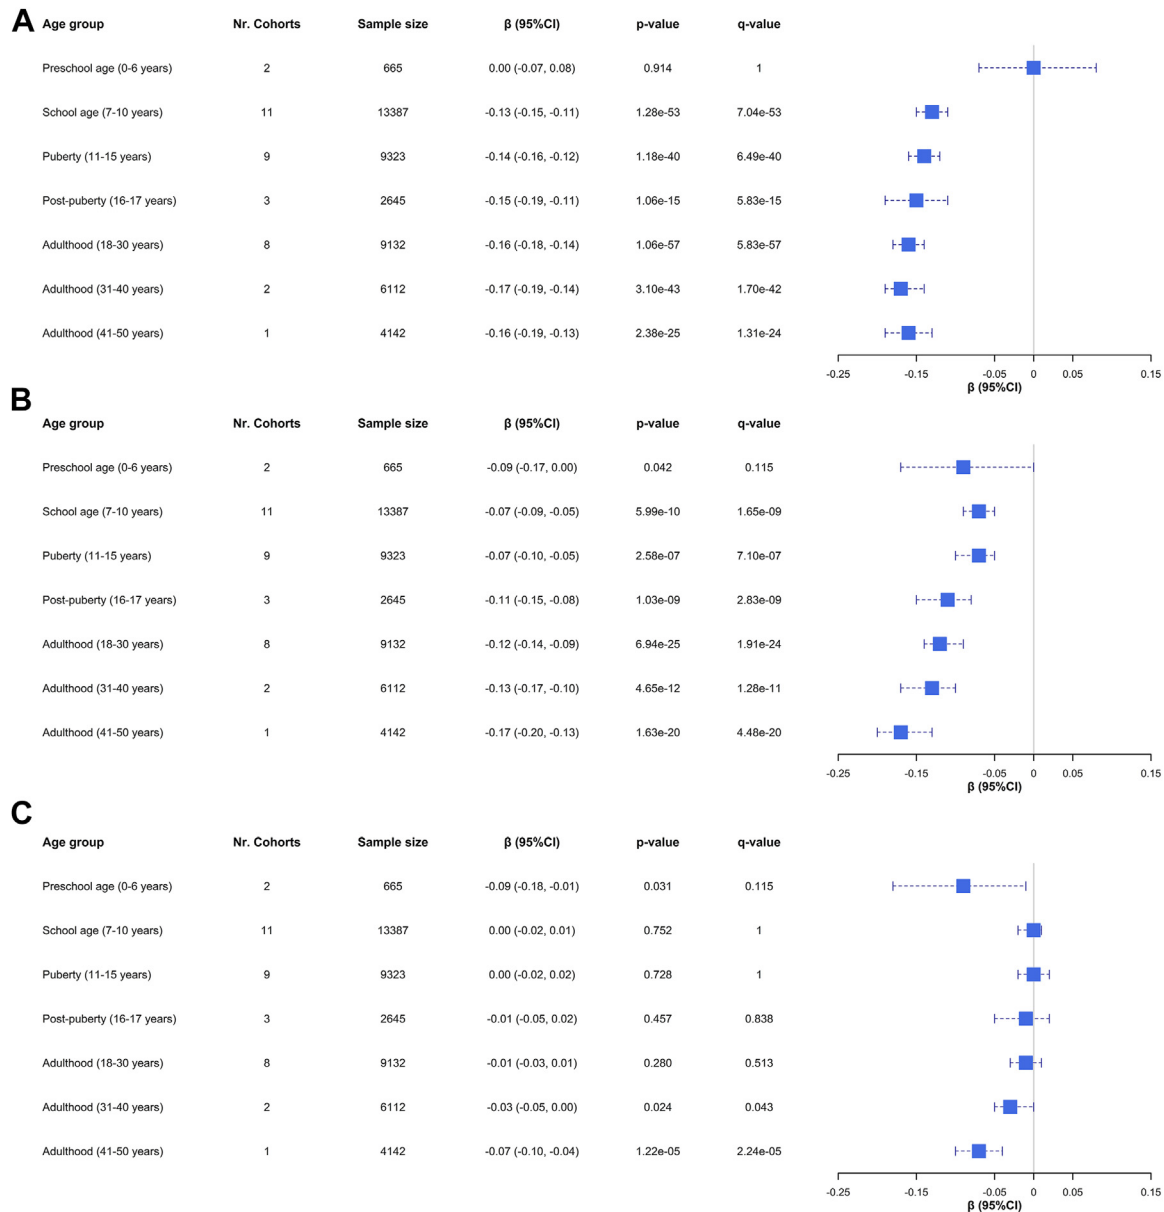 A
Age group Nr. Cohorts Sample size β (95%CI) p-value q-value
Preschool age (0-6 years) 2 665 0.00 (-0.07, 0.08) 0.914 1
School age (7-10 years) 11 13387 -0.13 (-0.15, -0.11) 1.28e-53 7.04e-53
Puberty (11-15 years) 9 9323 -0.14 (-0.16, -0.12) 1.18e-40 6.49e-40
Post-puberty (16-17 years) 3 2645 -0.15 (-0.19, -0.11) 1.06e-15 5.83e-15
Adulthood (18-30 years) 8 9132 -0.16 (-0.18, -0.14) 1.06e-57 5.83e-57
Adulthood (31-40 years) 2 6112 -0.17 (-0.19, -0.14) 3.10e-43 1.70e-42
Adulthood (41-50 years) 1 4142 -0.16 (-0.19, -0.13) 2.38e-25 1.31e-24
-0.25 -0.15 -0.05 0 0.05 0.15
β (95%CI)
B
Age group Nr. Cohorts Sample size β (95%CI) p-value q-value
Preschool age (0-6 years) 2 665 -0.09 (-0.17, 0.00) 0.042 0.115
School age (7-10 years) 11 13387 -0.07 (-0.09, -0.05) 5.99e-10 1.65e-09
Puberty (11-15 years) 9 9323 -0.07 (-0.10, -0.05) 2.58e-07 7.10e-07
Post-puberty (16-17 years) 3 2645 -0.11 (-0.15, -0.08) 1.03e-09 2.83e-09
Adulthood (18-30 years) 8 9132 -0.12 (-0.14, -0.09) 6.94e-25 1.91e-24
Adulthood (31-40 years) 2 6112 -0.13 (-0.17, -0.10) 4.65e-12 1.28e-11
Adulthood (41-50 years) 1 4142 -0.17 (-0.20, -0.13) 1.63e-20 4.48e-20
-0.25 -0.15 -0.05 0 0.05 0.15
β (95%CI)
C
Age group Nr. Cohorts Sample size β (95%CI) p-value q-value
Preschool age (0-6 years) 2 665 -0.09 (-0.18, -0.01) 0.031 0.115
School age (7-10 years) 11 13387 0.00 (-0.02, 0.01) 0.752 1
Puberty (11-15 years) 9 9323 0.00 (-0.02, 0.02) 0.728 1
Post-puberty (16-17 years) 3 2645 -0.01 (-0.05, 0.02) 0.457 0.838
Adulthood (18-30 years) 8 9132 -0.01 (-0.03, 0.01) 0.280 0.513
Adulthood (31-40 years) 2 6112 -0.03 (-0.05, 0.00) 0.024 0.043
Adulthood (41-50 years) 1 4142 -0.07 (-0.10, -0.04) 1.22e-05 2.24e-05
-0.25 -0.15 -0.05 0 0.05 0.15
β (95%CI)